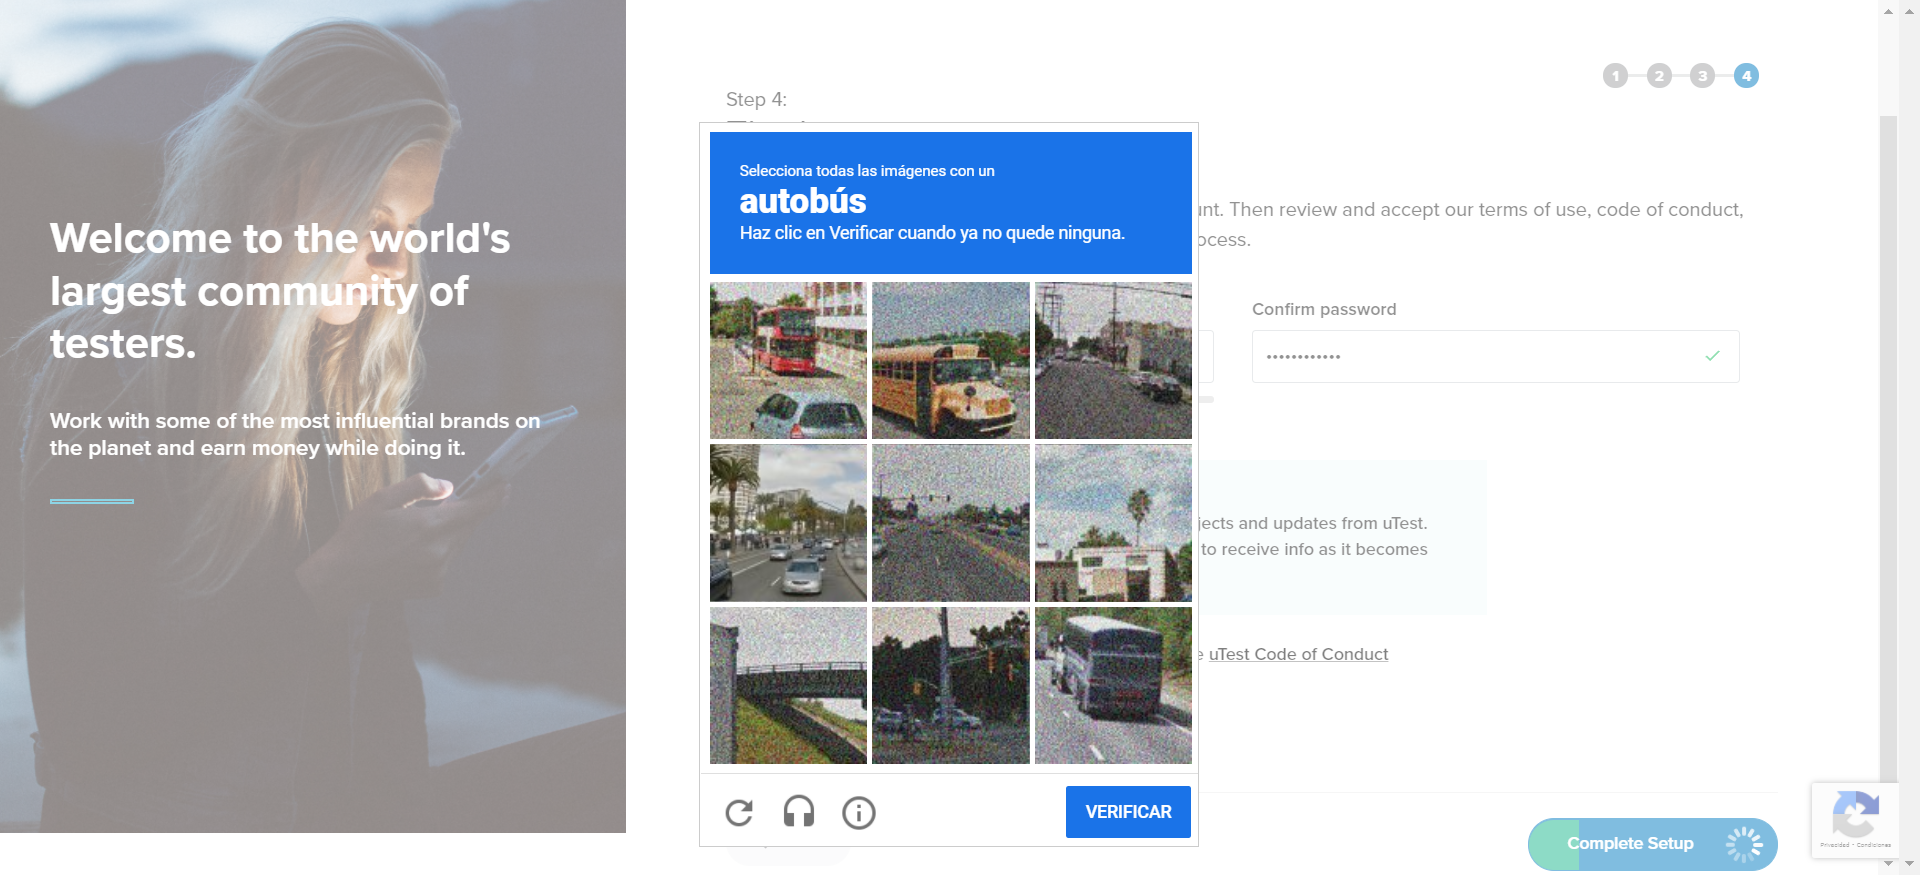 Welcome to the world's
largest community of
testers.
Work with some of the most influential brands on
the planet and earn money while doing it.
1 2 3 4
Step 4:
unt. Then review and accept our terms of use, code of conduct,
ocess.
Confirm password
••••••••••••
jects and updates from uTest.
to receive info as it becomes
e uTest Code of Conduct
Complete Setup
Selecciona todas las imágenes con un
autobús
Haz clic en Verificar cuando ya no quede ninguna.
VERIFICAR
Privacidad - Condiciones